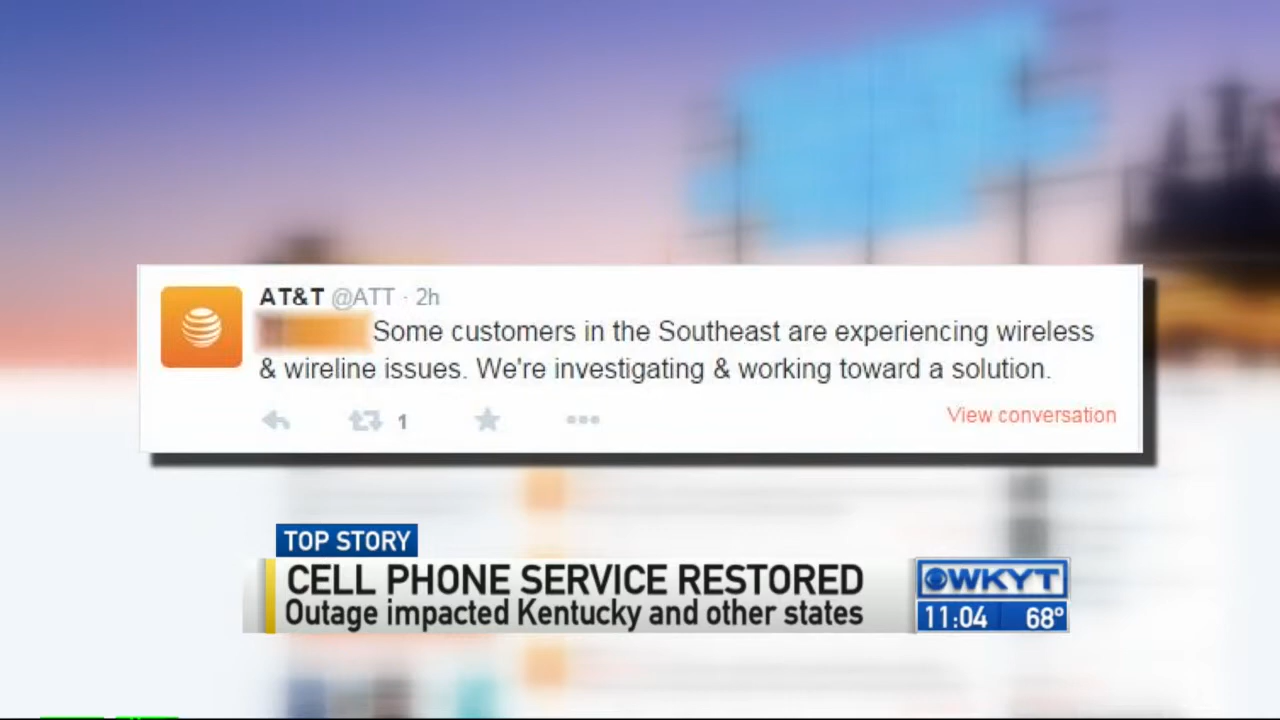 AT&T @ATT · 2h
Some customers in the Southeast are experiencing wireless
& wireline issues. We're investigating & working toward a solution.
1
View conversation
TOP STORY
CELL PHONE SERVICE RESTORED
Outage impacted Kentucky and other states
WKYT
11:04 68°